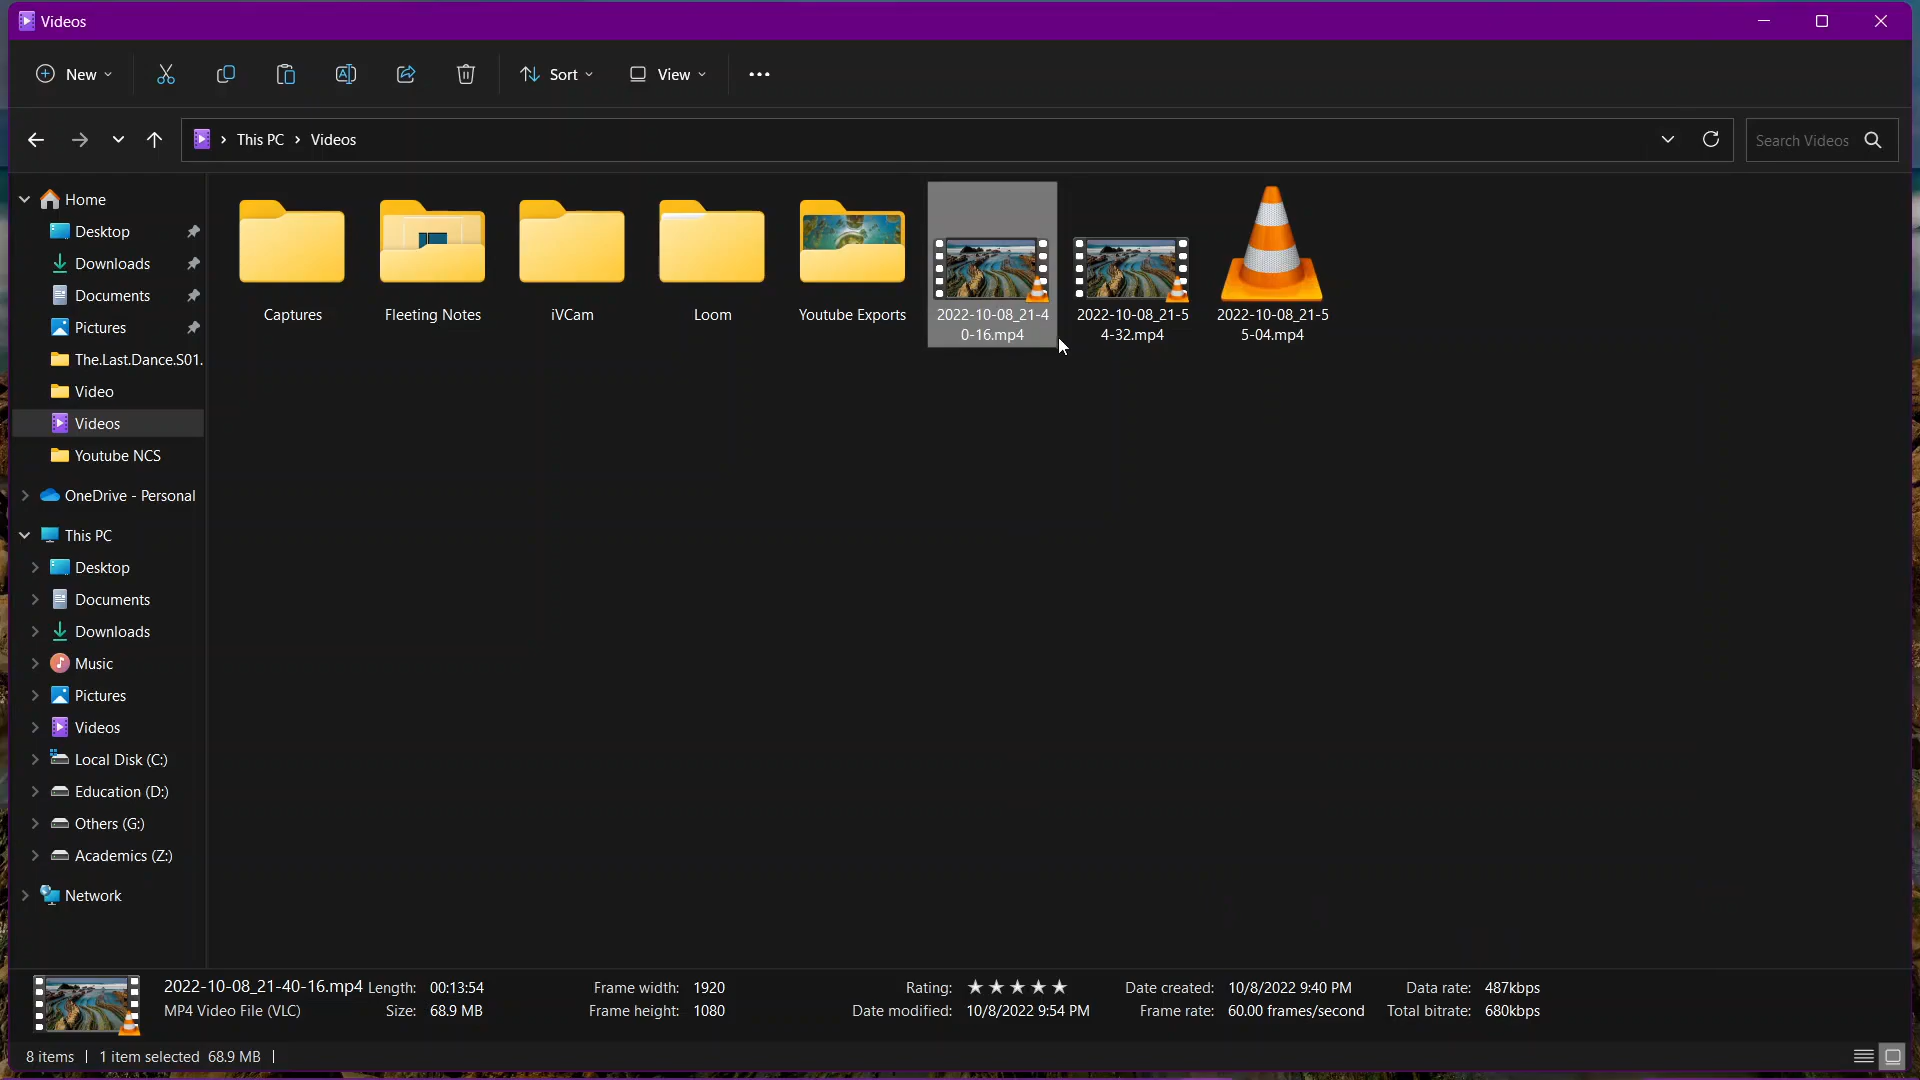 Videos
New
Sort
View
This PC
Videos
Search Videos
Home
Desktop
Downloads
Documents
Pictures
The.Last.Dance.S01.
Video
Videos
Youtube NCS
OneDrive - Personal
This PC
Desktop
Documents
Downloads
Music
Pictures
Videos
Local Disk (C:)
Education (D:)
Others (G:)
Academics (Z:)
Network
Captures
Fleeting Notes
iVCam
Loom
Youtube Exports
2022-10-08_21-4
0-16.mp4
2022-10-08_21-5
4-32.mp4
2022-10-08_21-5
5-04.mp4
2022-10-08_21-40-16.mp4 Length: 00:13:54 Frame width: 1920 Rating: Date created: 10/8/2022 9:40 PM Data rate: 487kbps
MP4 Video File (VLC) Size: 68.9 MB Frame height: 1080 Date modified: 10/8/2022 9:54 PM Frame rate: 60.00 frames/second Total bitrate: 680kbps
8 items | 1 item selected 68.9 MB |